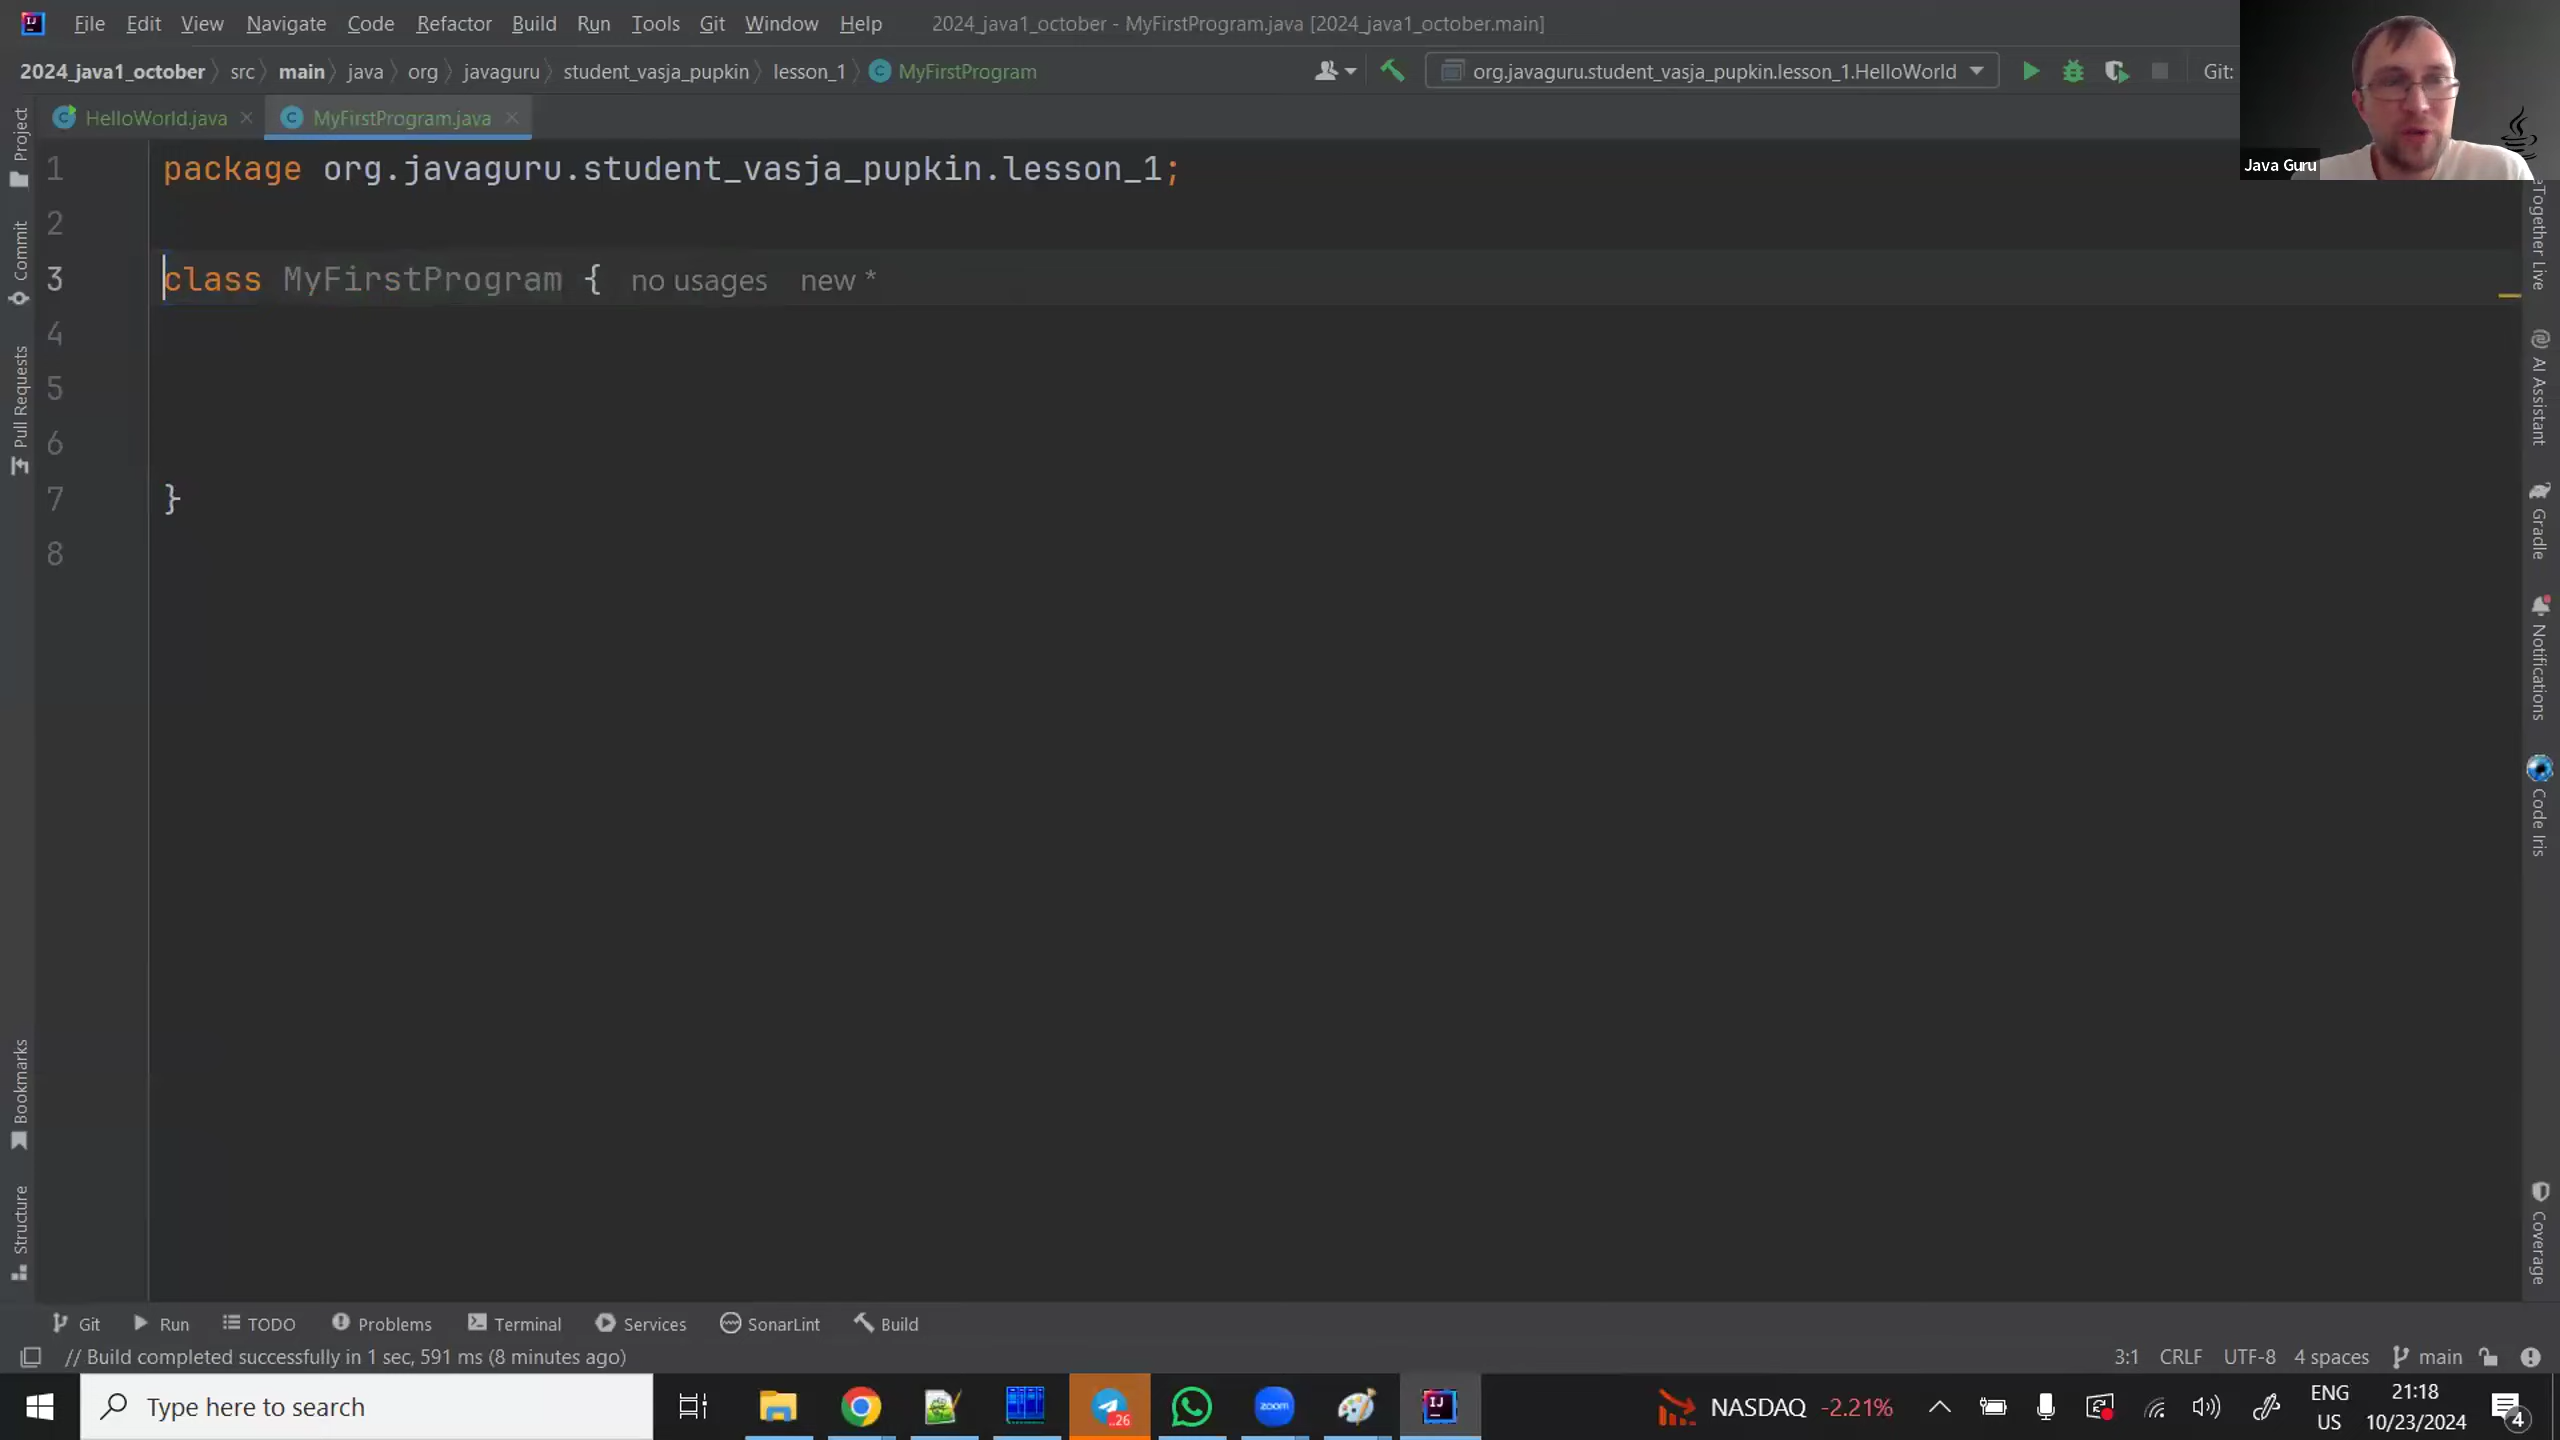 File Edit View Navigate Code Refactor Build Run Tools Git Window Help 2024_java1_october - MyFirstProgram.java [2024_java1_october.main]
2024_java1_october src main java org javaguru student_vasja_pupkin lesson_1 MyFirstProgram org.javaguru.student_vasja_pupkin.lesson_1.HelloWorld Git:
Java Guru
HelloWorld.java MyFirstProgram.java
1 package org.javaguru.student_vasja_pupkin.lesson_1;
2
3 class MyFirstProgram { no usages new *
4
5
6
7 }
8
Project
Commit
Pull Requests
Bookmarks
Structure
eTogether Live
AI Assistant
Gradle
Notifications
Code Iris
Coverage
Git Run TODO Problems Terminal Services SonarLint Build
// Build completed successfully in 1 sec, 591 ms (8 minutes ago) 3:1 CRLF UTF-8 4 spaces main
Type here to search 26 zoom IJ NASDAQ -2.21% ENG US 21:18 10/23/2024 4